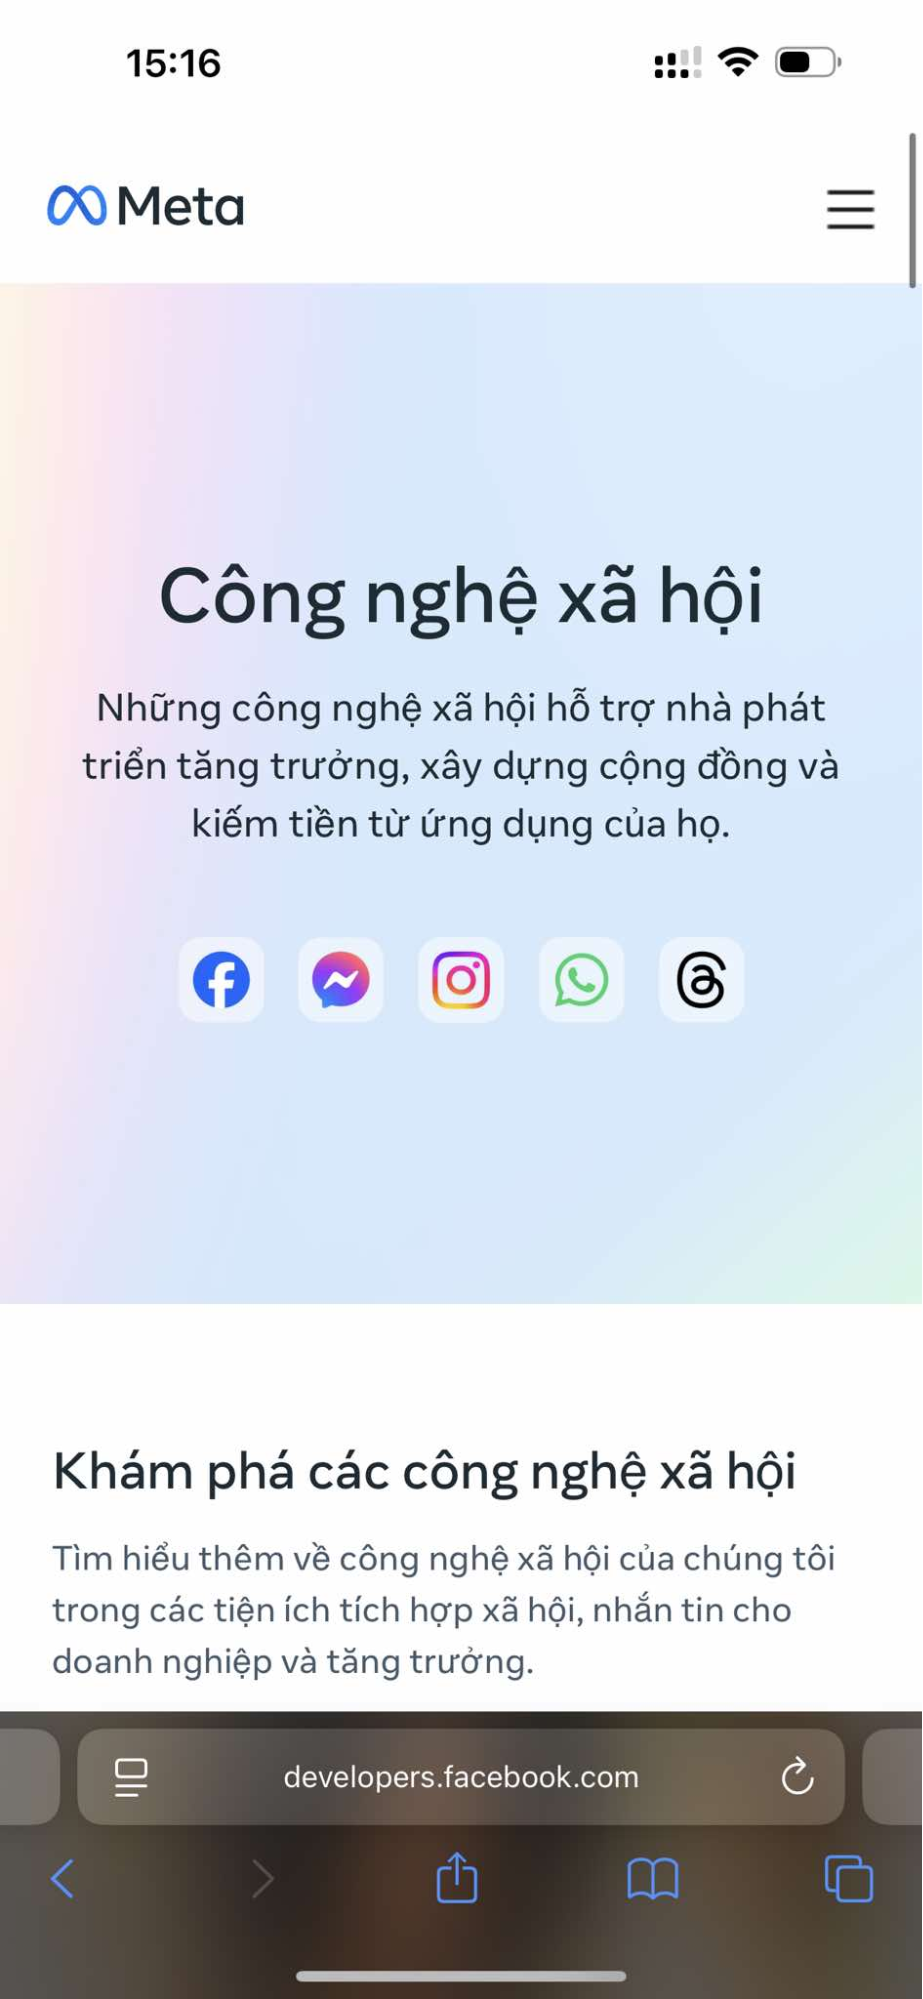 15:16
Meta
Công nghệ xã hội
Những công nghệ xã hội hỗ trợ nhà phát
triển tăng trưởng, xây dựng cộng đồng và
kiếm tiền từ ứng dụng của họ.
Khám phá các công nghệ xã hội
Tìm hiểu thêm về công nghệ xã hội của chúng tôi
trong các tiện ích tích hợp xã hội, nhắn tin cho
doanh nghiệp và tăng trưởng.
developers.facebook.com